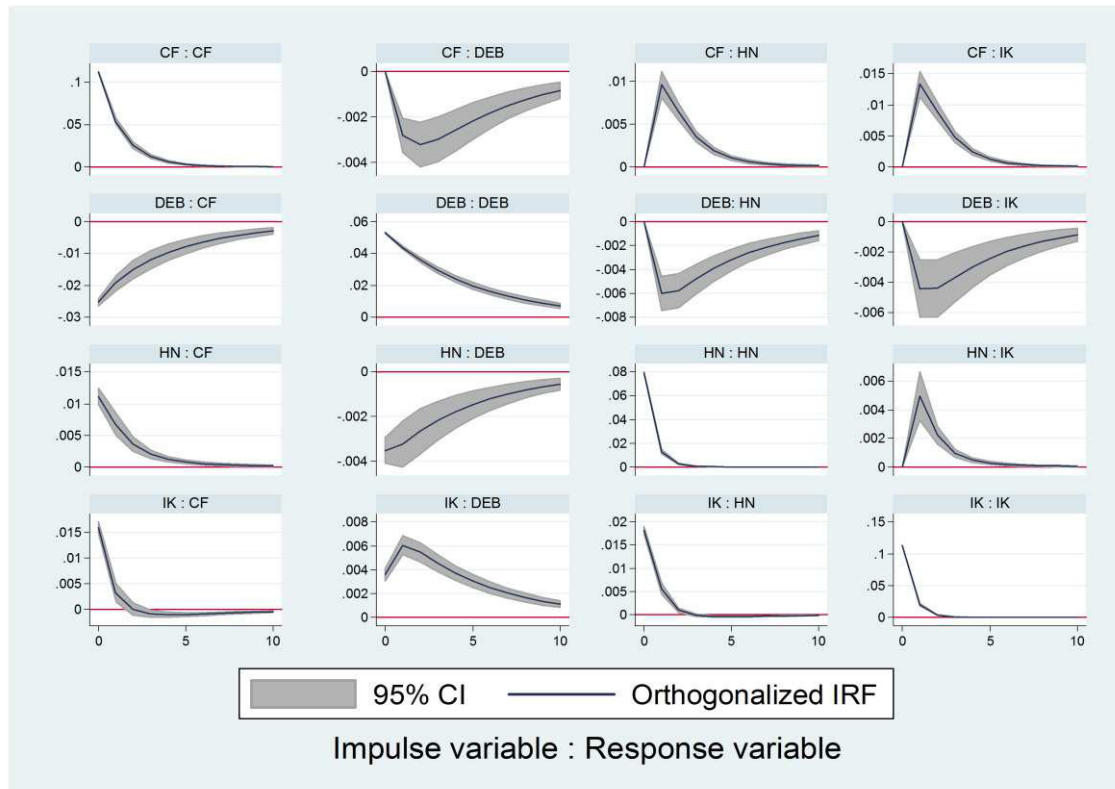 CF : CF
CF : DEB
CF : HN
CF : IK
.1
.05
0
0
-.002
-.004
.01
.005
0
.015
.01
.005
0
DEB : CF
DEB : DEB
DEB: HN
DEB : IK
0
-.01
-.02
-.03
.06
.04
.02
0
0
-.002
-.004
-.006
-.008
0
-.002
-.004
-.006
HN : CF
HN : DEB
HN : HN
HN : IK
.015
.01
.005
0
0
-.002
-.004
.08
.06
.04
.02
0
.006
.004
.002
0
IK : CF
IK : DEB
IK : HN
IK : IK
.015
.01
.005
0
.008
.006
.004
.002
0
.02
.015
.01
.005
0
.15
.1
.05
0
0 5 10
0 5 10
0 5 10
0 5 10
95% CI Orthogonalized IRF
Impulse variable : Response variable